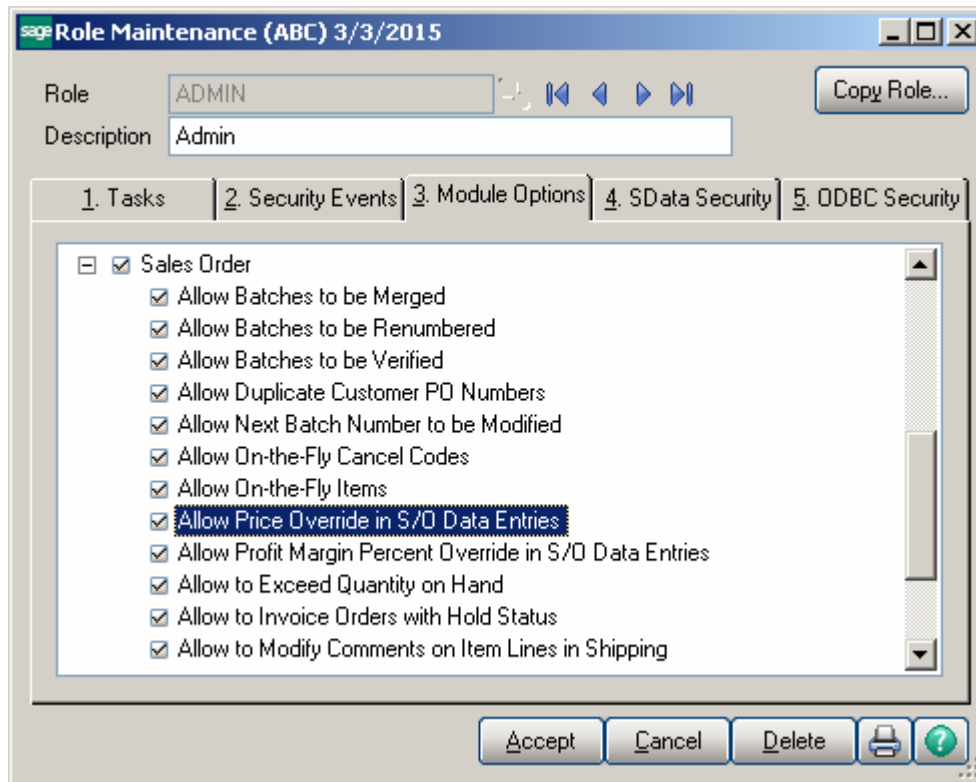 sage Role Maintenance (ABC) 3/3/2015
Role ADMIN Copy Role...
Description Admin
1. Tasks 2. Security Events 3. Module Options 4. SData Security 5. ODBC Security
Sales Order
Allow Batches to be Merged
Allow Batches to be Renumbered
Allow Batches to be Verified
Allow Duplicate Customer PO Numbers
Allow Next Batch Number to be Modified
Allow On-the-Fly Cancel Codes
Allow On-the-Fly Items
Allow Price Override in S/O Data Entries
Allow Profit Margin Percent Override in S/O Data Entries
Allow to Exceed Quantity on Hand
Allow to Invoice Orders with Hold Status
Allow to Modify Comments on Item Lines in Shipping
Accept Cancel Delete ?